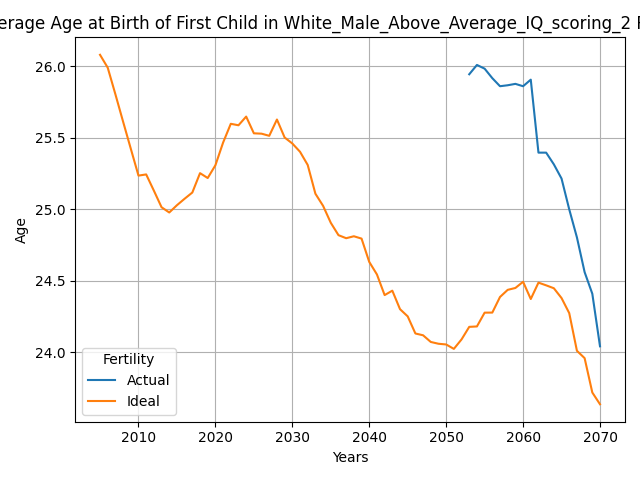 erage Age at Birth of First Child in White_Male_Above_Average_IQ_scoring_2
26.0
25.5
25.0
24.5
24.0
Age
Fertility
Actual
Ideal
2010 2020 2030 2040 2050 2060 2070
Years